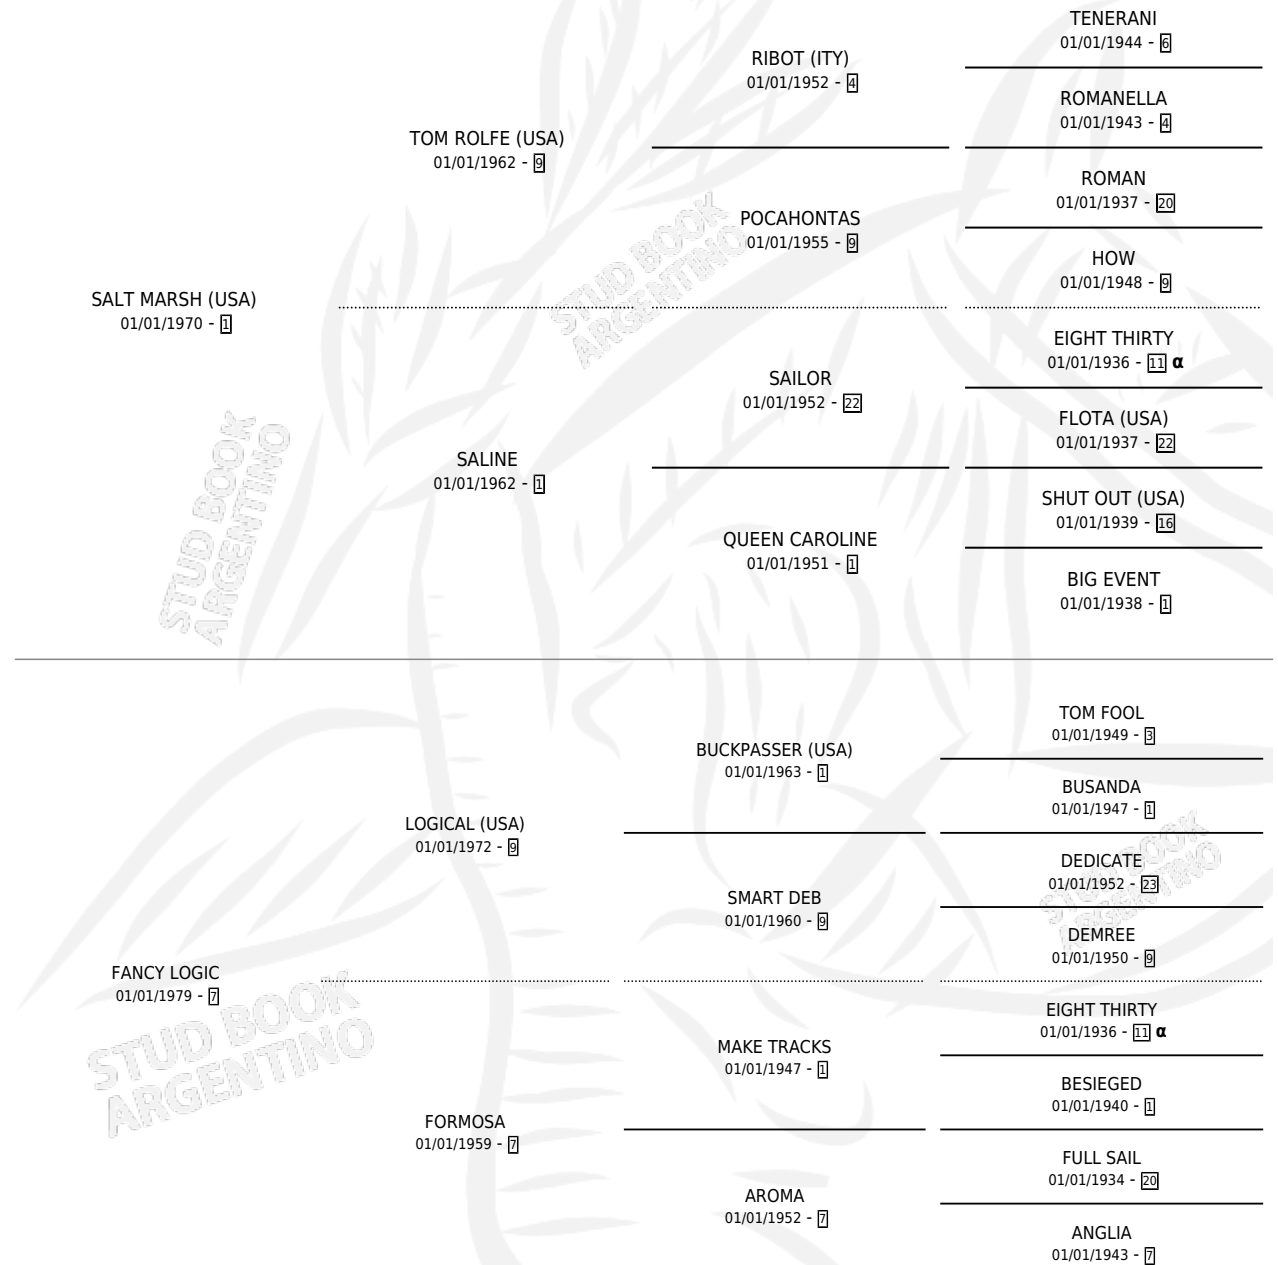 TENERANI
01/01/1944 - 6
RIBOT (ITY)
01/01/1952 - 4
ROMANELLA
01/01/1943 - 4
TOM ROLFE (USA)
01/01/1962 - 9
ROMAN
01/01/1937 - 20
POCAHONTAS
01/01/1955 - 9
HOW
01/01/1948 - 9
SALT MARSH (USA)
01/01/1970 - 1
EIGHT THIRTY
01/01/1936 - 11 α
SAILOR
01/01/1952 - 22
FLOTA (USA)
01/01/1937 - 22
SALINE
01/01/1962 - 1
SHUT OUT (USA)
01/01/1939 - 16
QUEEN CAROLINE
01/01/1951 - 1
BIG EVENT
01/01/1938 - 1
TOM FOOL
01/01/1949 - 3
BUCKPASSER (USA)
01/01/1963 - 1
BUSANDA
01/01/1947 - 1
LOGICAL (USA)
01/01/1972 - 9
DEDICATE
01/01/1952 - 23
SMART DEB
01/01/1960 - 9
DEMREE
01/01/1950 - 9
FANCY LOGIC
01/01/1979 - 7
EIGHT THIRTY
01/01/1936 - 11 α
MAKE TRACKS
01/01/1947 - 1
BESIEGED
01/01/1940 - 1
FORMOSA
01/01/1959 - 7
FULL SAIL
01/01/1934 - 20
AROMA
01/01/1952 - 7
ANGLIA
01/01/1943 - 7
STUD BOOK
ARGENTINO
STUD BOOK
ARGENTINO
STUD BOOK
ARGENTINO
STUD BOOK
ARGENTINO